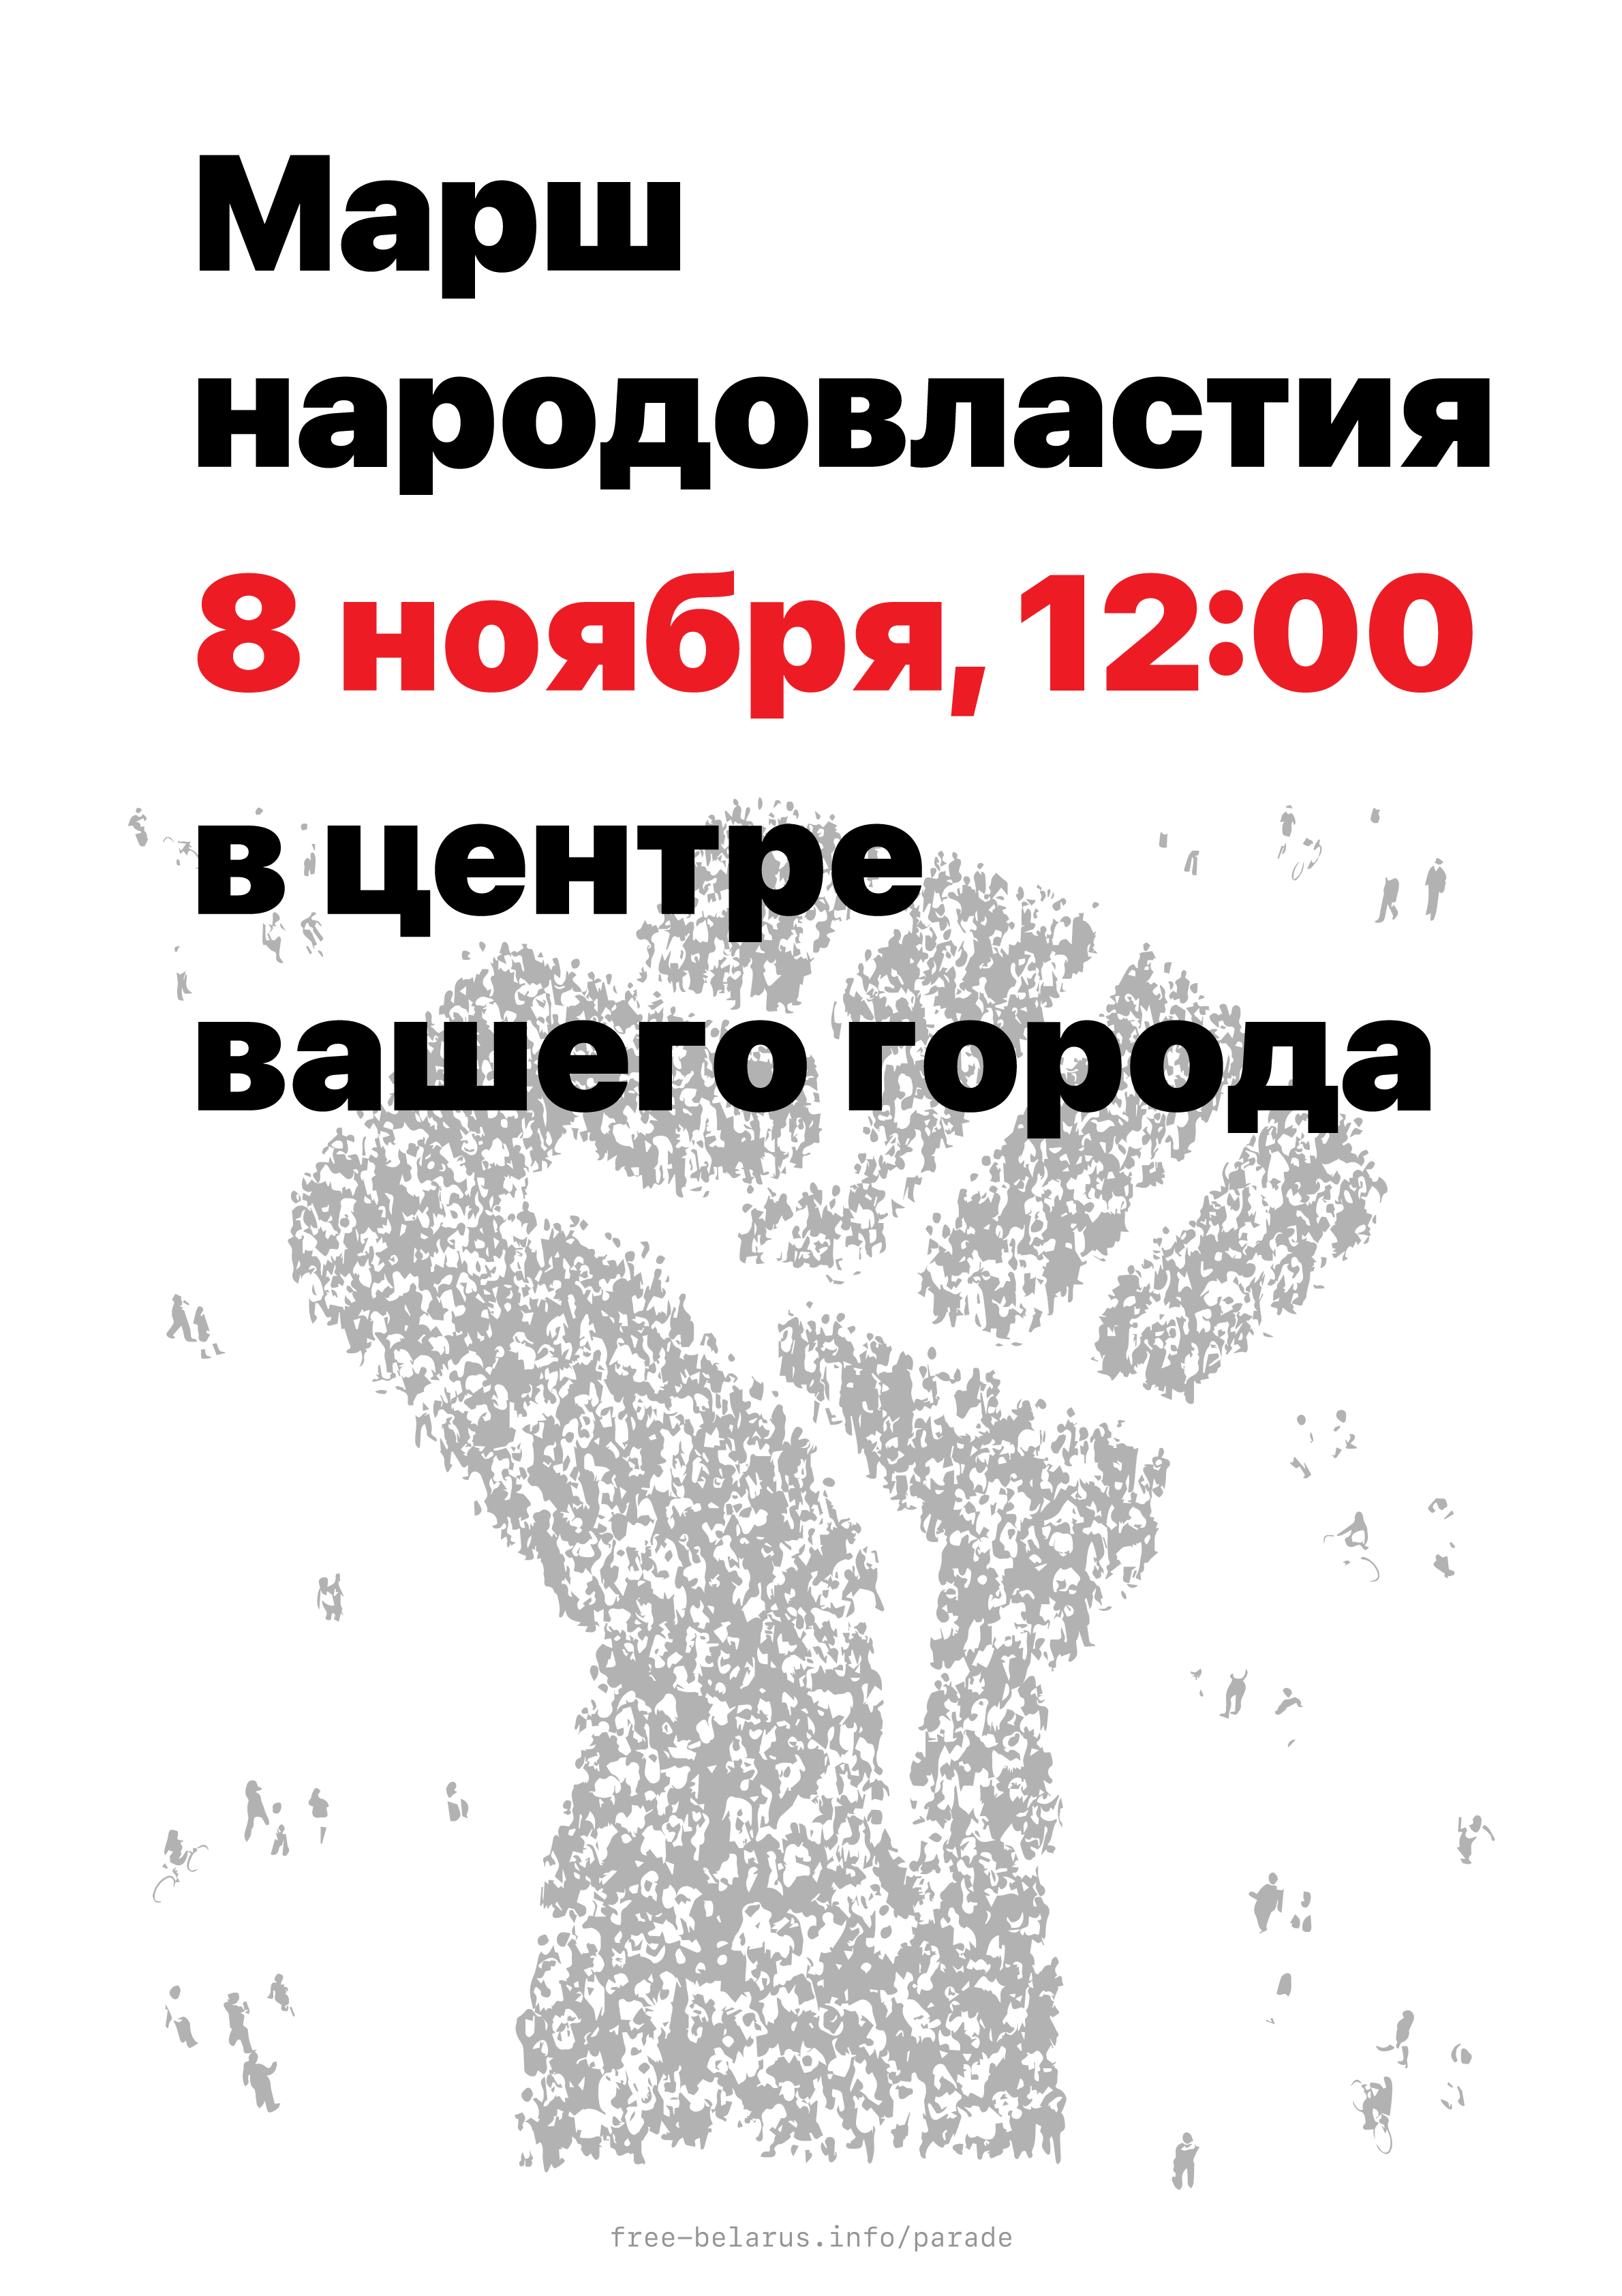 Марш
народовластия
8 ноября, 12:00
в центре
вашего города
free-belarus.info/parade